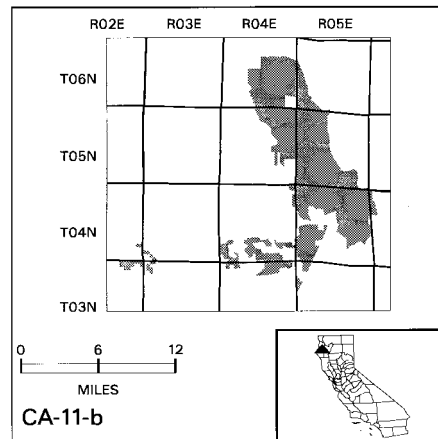 R02E R03E R04E R05E
T06N
T05N
T04N
T03N
0 6 12
MILES
CA-11-b